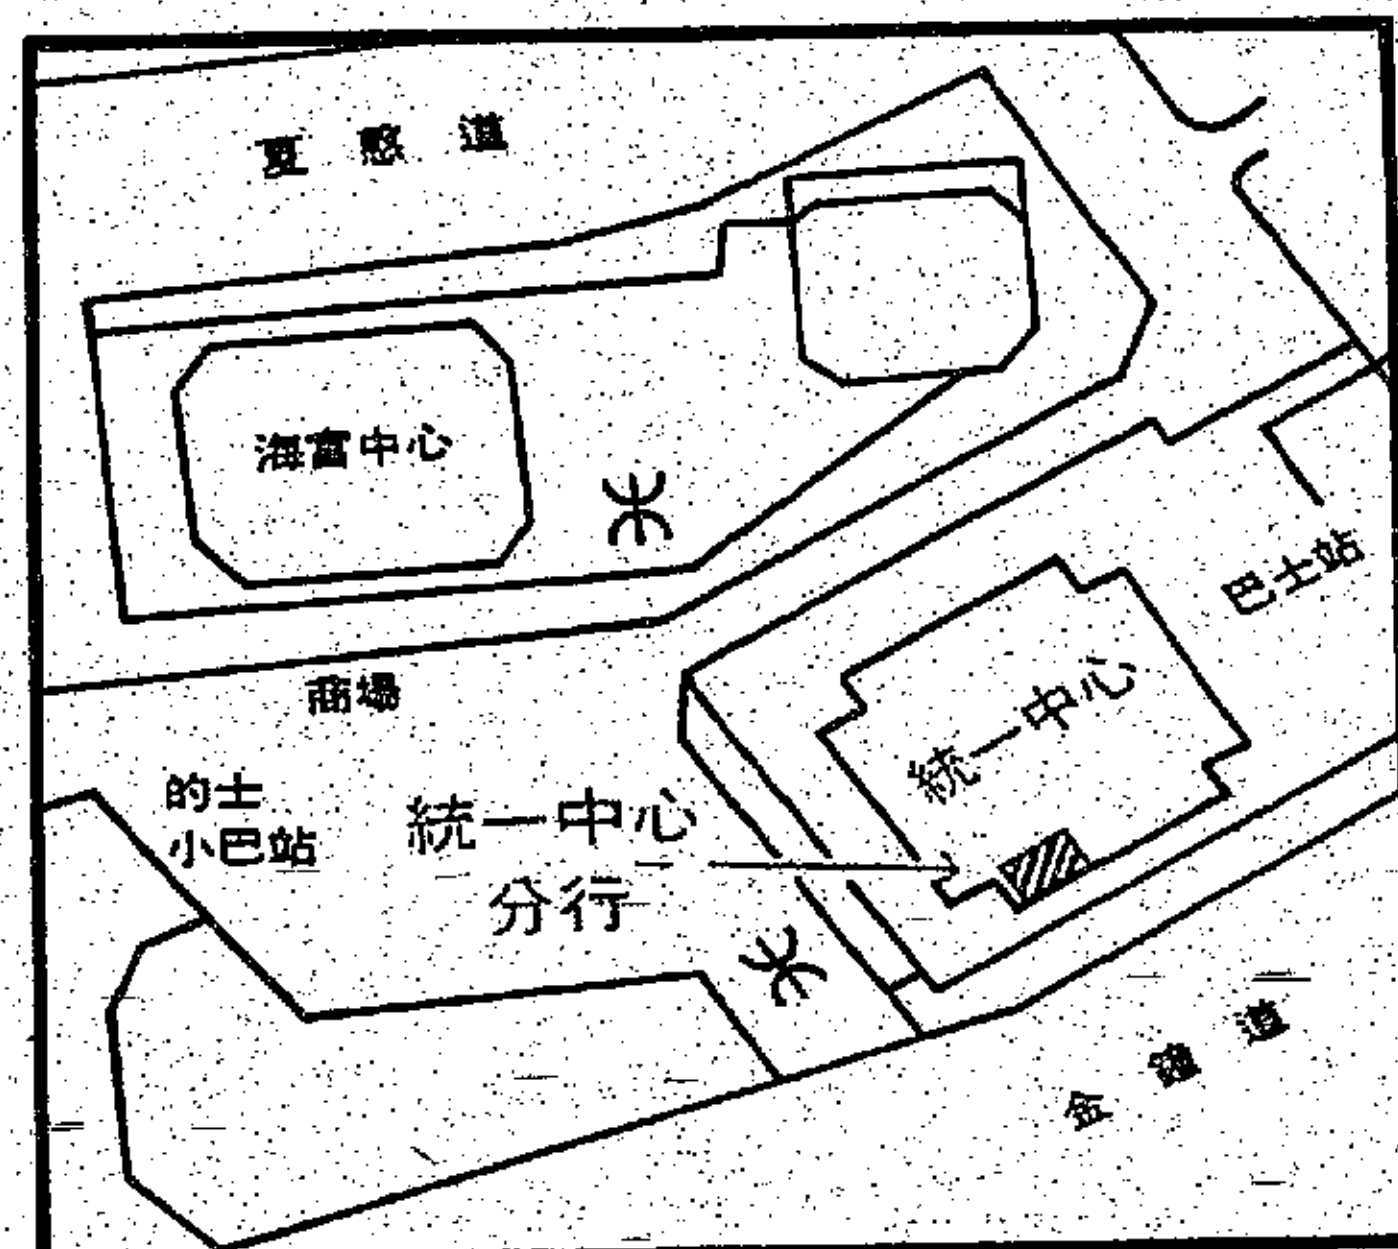 夏慤道
海富中心
巴士站
統一中心
商場
的士
小巴站
統一中心
分行
金鐘道